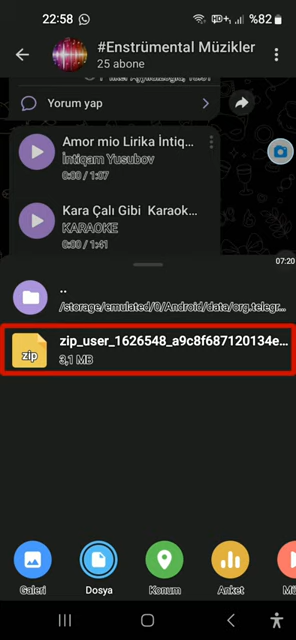 22:58
%82
#Enstrümental Müzikler
25 abone
Yorum yap
Amor mio Lirika İntiq...
İntiqam Yusubov
0:00 / 1:07
Kara Çalı Gibi Karaok...
KARAOKE
0:00 / 1:41
07:20
..
/storage/emulated/0/Android/data/org.telegr...
zip
zip_user_1626548_a9c8f687120134e...
3,1 MB
Galeri
Dosya
Konum
Anket